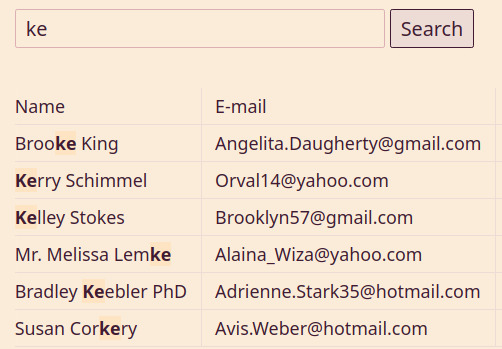 ke Search
Name E-mail
Brooke King Angelita.Daugherty@gmail.com
Kerry Schimmel Orval14@yahoo.com
Kelley Stokes Brooklyn57@gmail.com
Mr. Melissa Lemke Alaina_Wiza@yahoo.com
Bradley Keebler PhD Adrienne.Stark35@hotmail.com
Susan Corkery Avis.Weber@hotmail.com